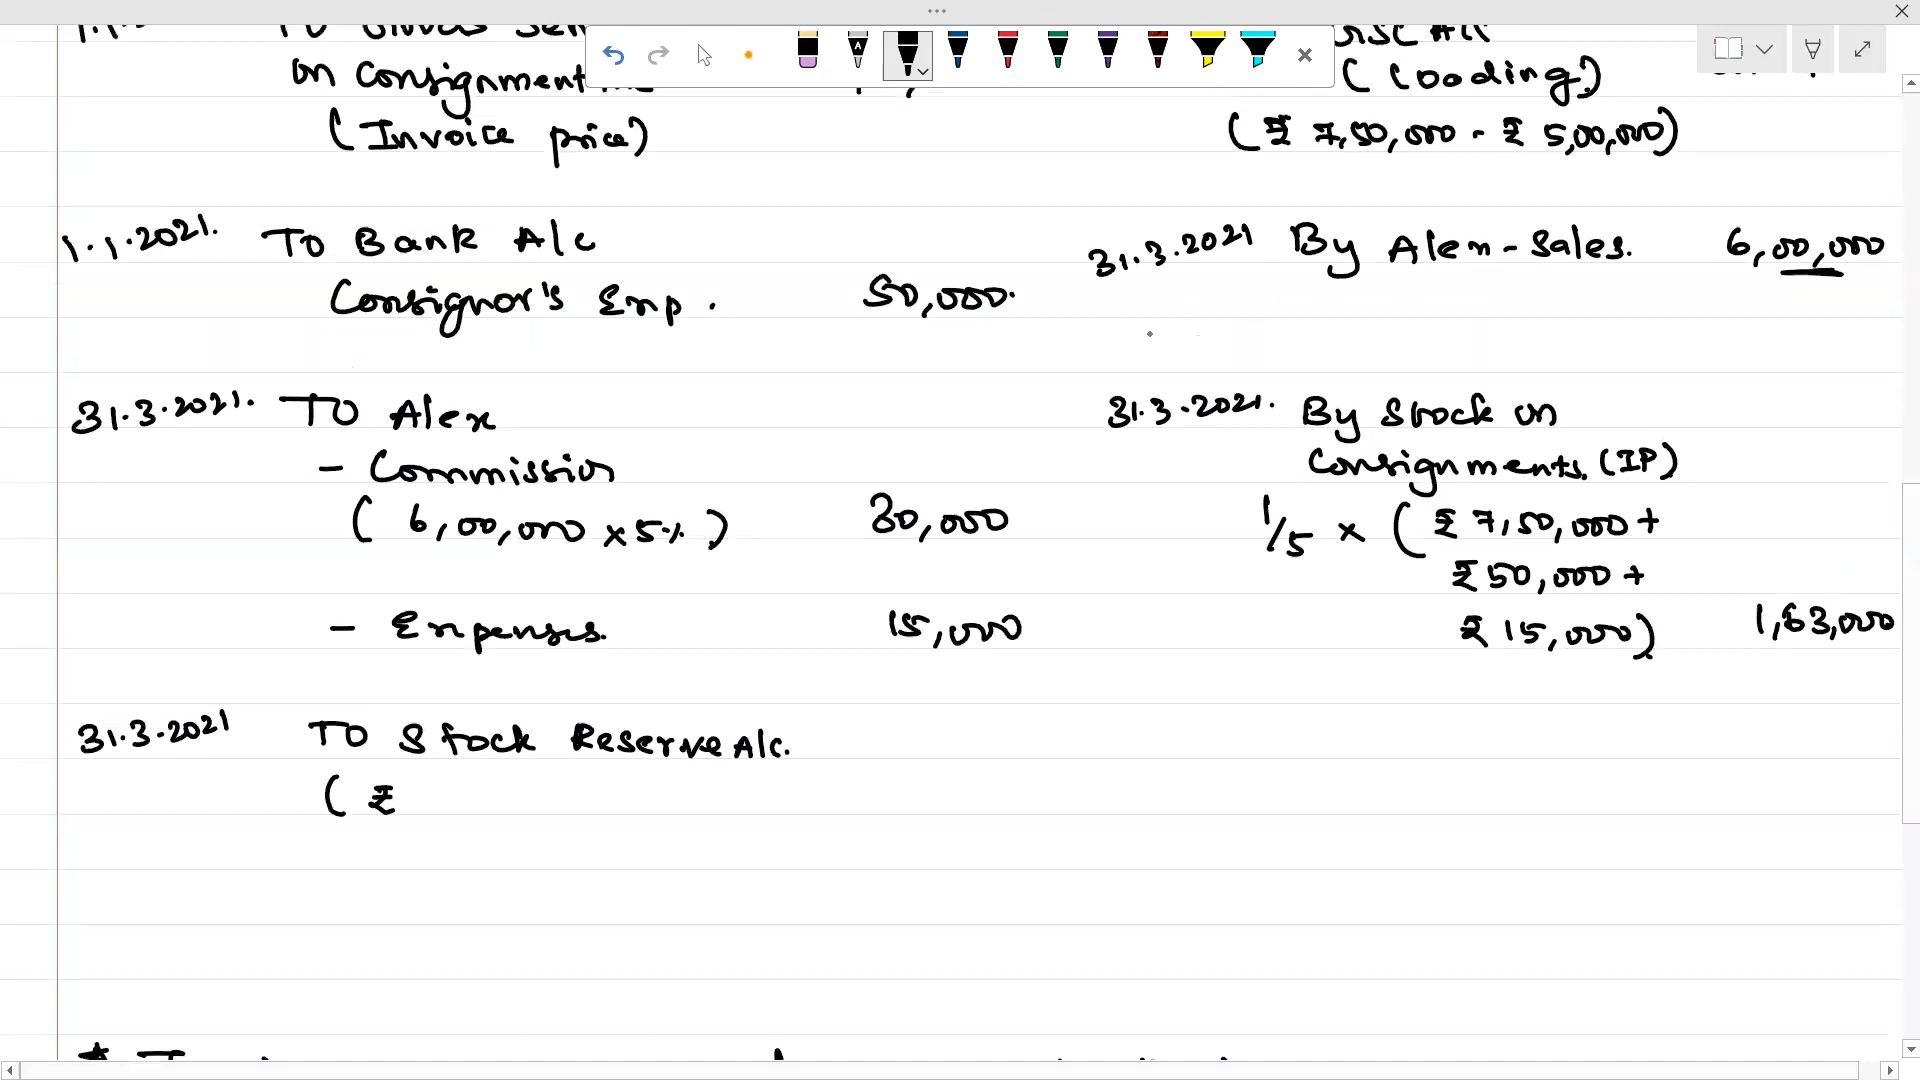 on Consignment
(Invoice price)
(Loading)
(₹ 7,50,000 - ₹ 5,00,000)
1.1.2021. To Bank A/c
Consignor's Exp. 50,000.
31.3.2021 By Alex - Sales. 6,00,000
31.3.2021. To Alex
- Commission
(6,00,000 x 5%) 30,000
- Expenses. 15,000
31.3.2021. By Stock on
Consignments. (IP)
1/5 x (₹ 7,50,000 +
₹ 50,000 +
₹ 15,000) 1,63,000
31.3.2021 To Stock Reserve A/c.
(₹